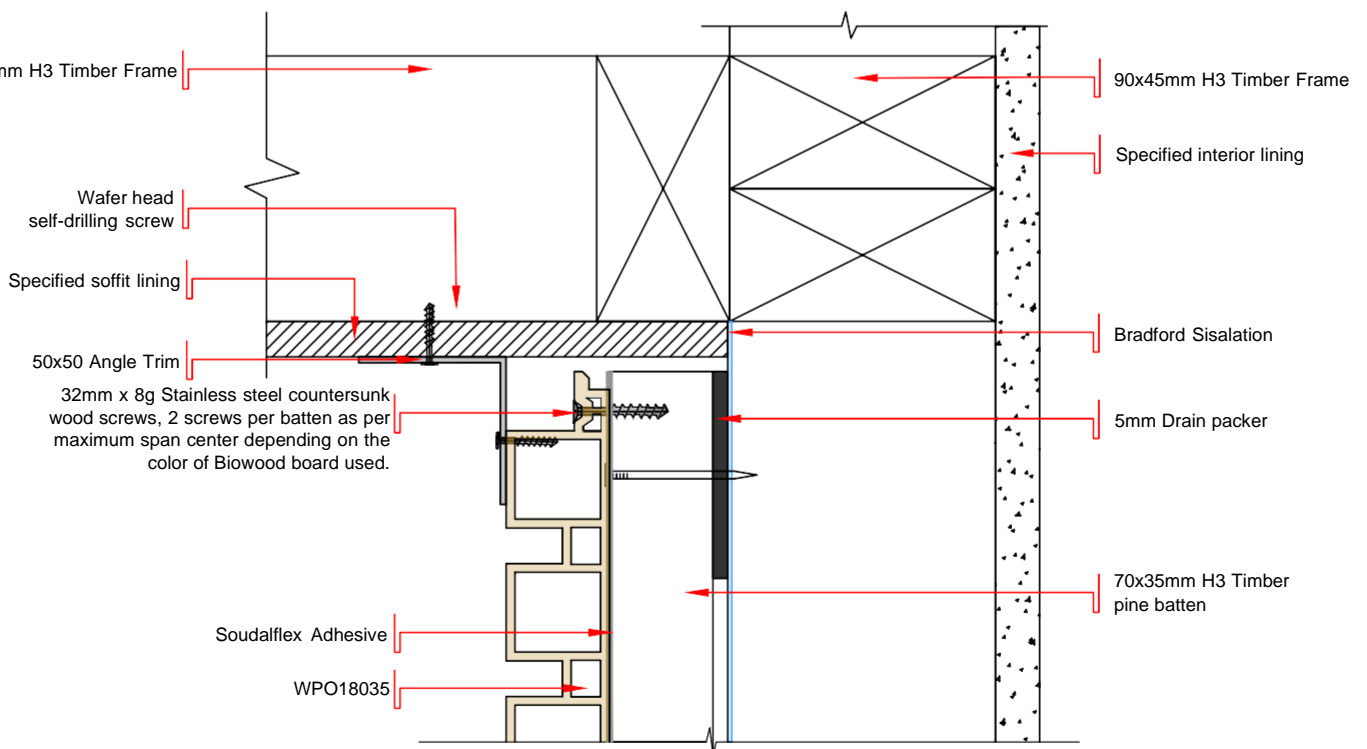 mm H3 Timber Frame
Wafer head
self-drilling screw
Specified soffit lining
50x50 Angle Trim
32mm x 8g Stainless steel countersunk
wood screws, 2 screws per batten as per
maximum span center depending on the
color of Biowood board used.
Soudalflex Adhesive
WPO18035
90x45mm H3 Timber Frame
Specified interior lining
Bradford Sisalation
5mm Drain packer
70x35mm H3 Timber
pine batten